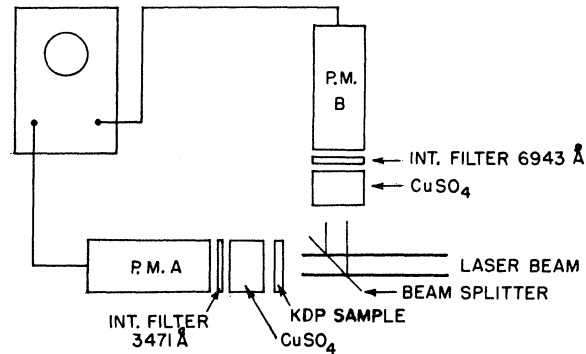 P.M.
B
INT. FILTER 6943 Å
CuSO4
LASER BEAM
BEAM SPLITTER
P.M. A
KDP SAMPLE
INT. FILTER
3471 Å
CuSO4